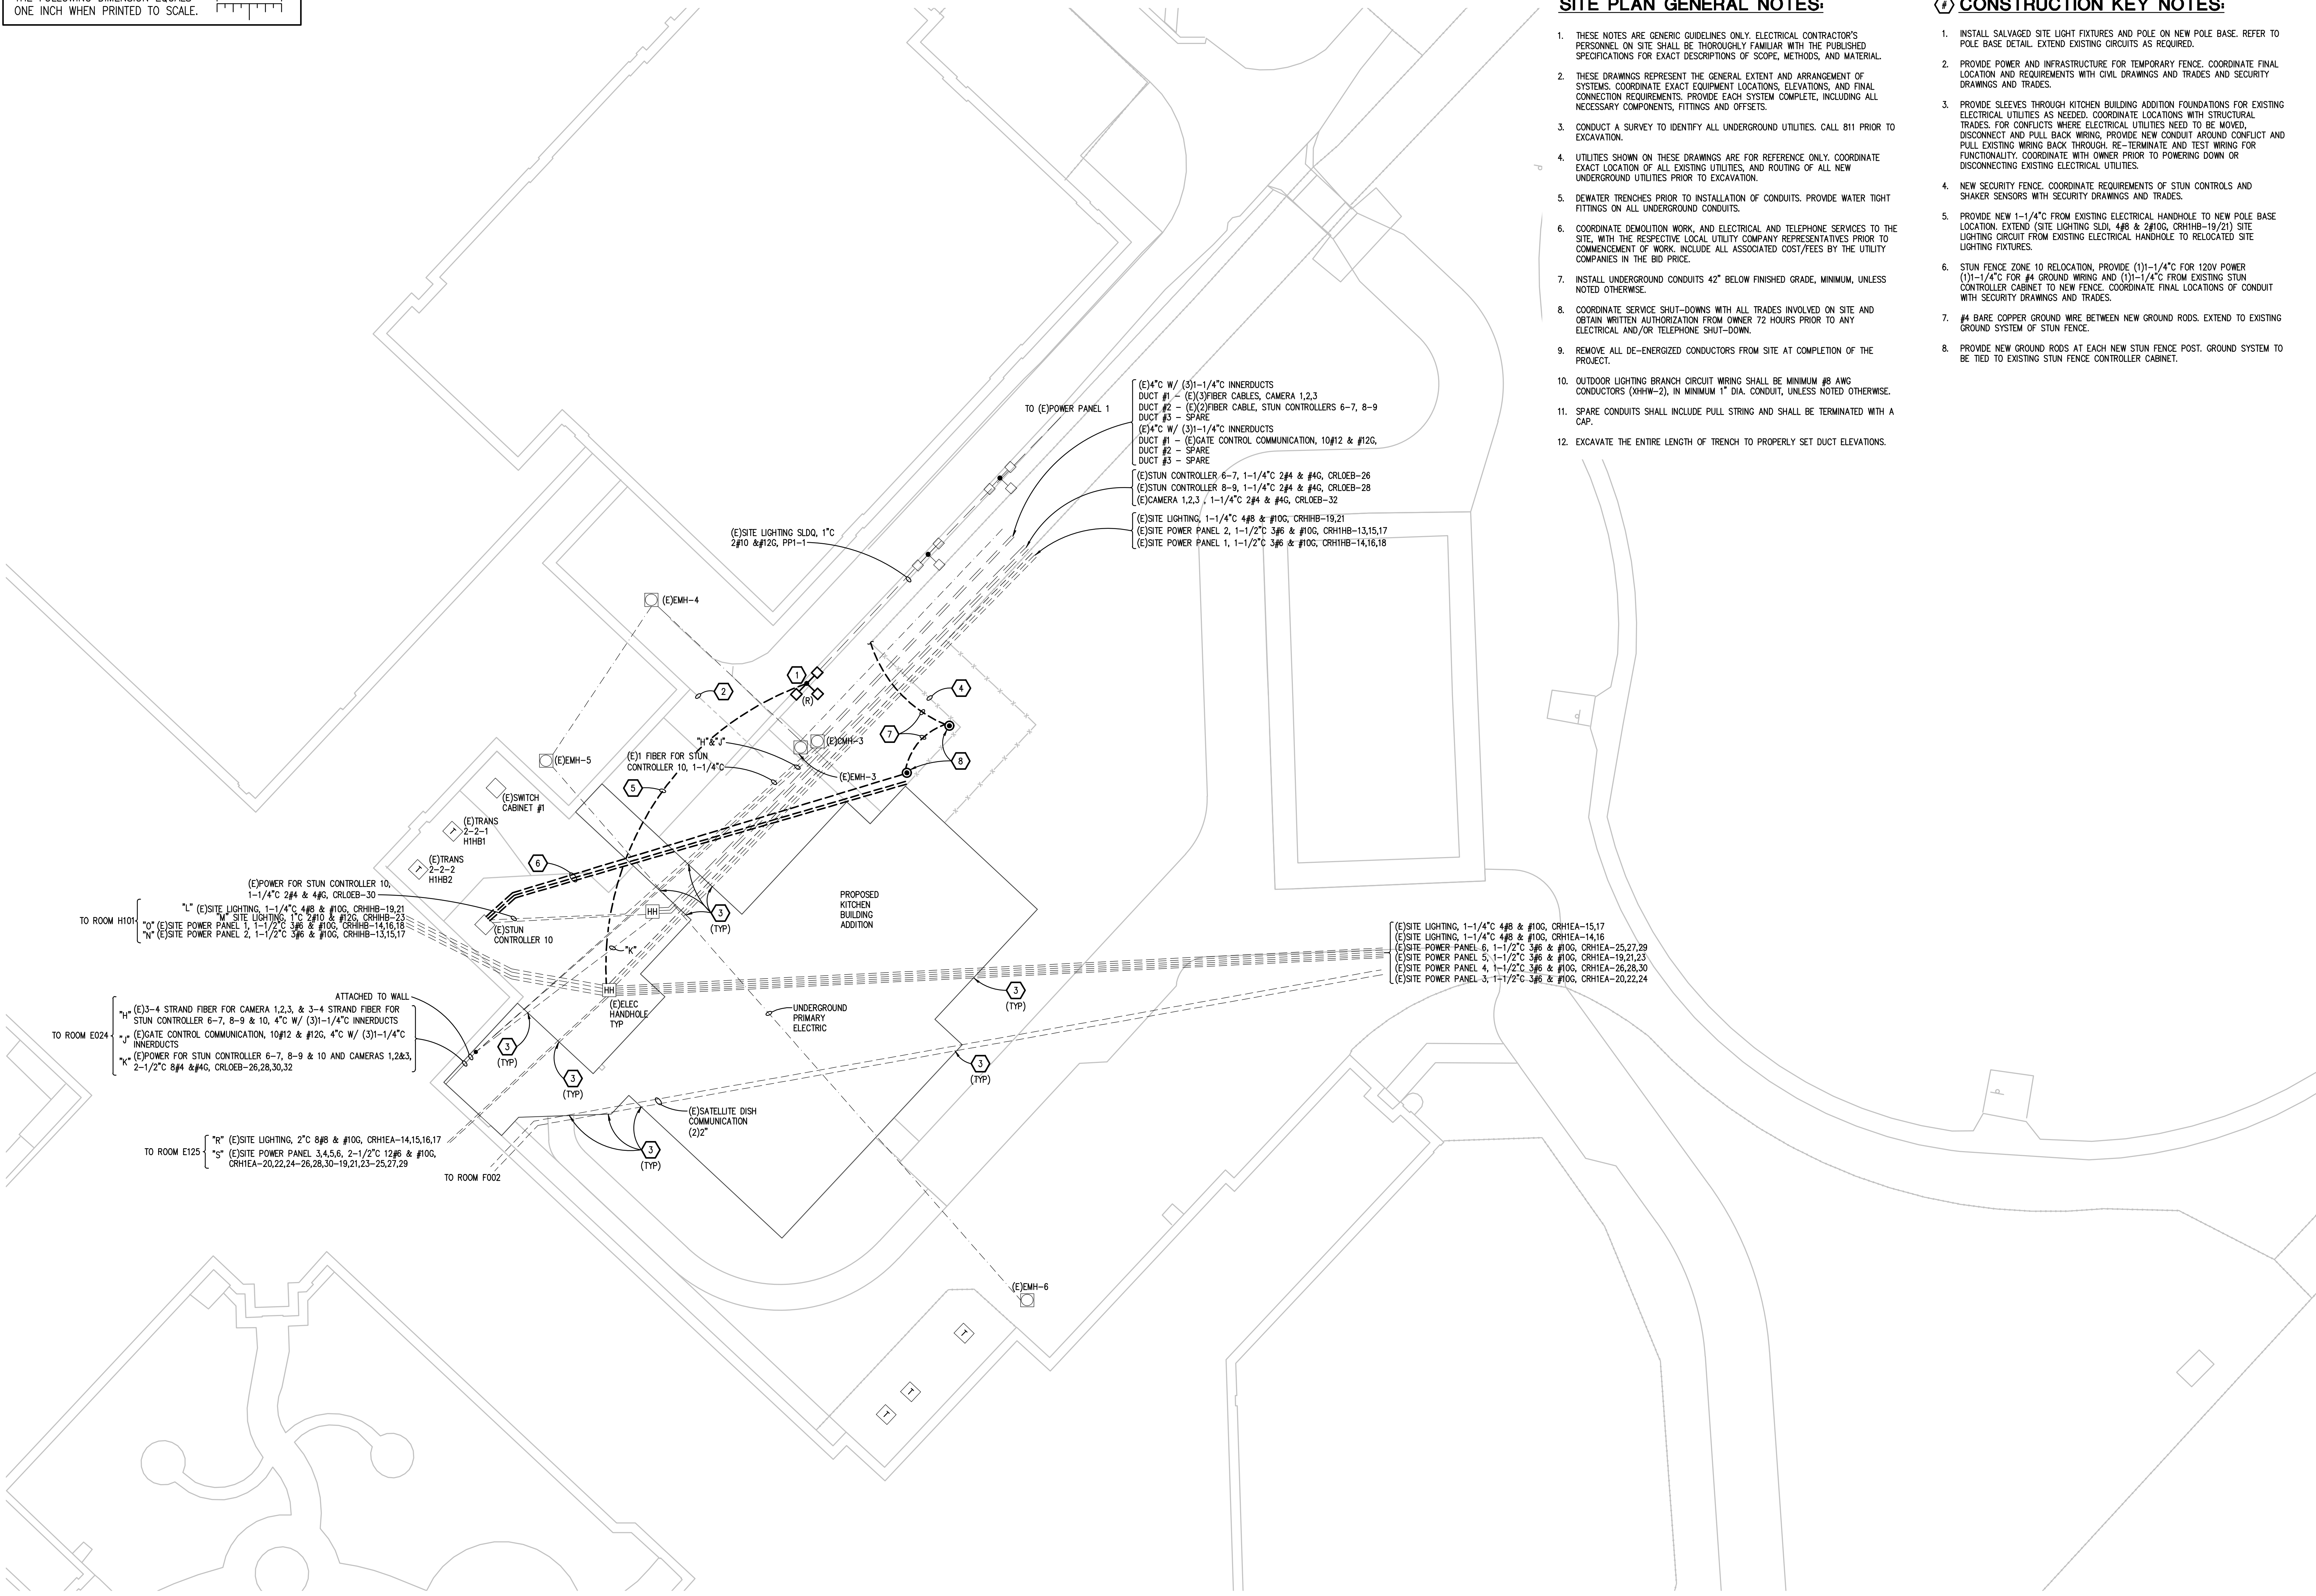 THE FOLLOWING DIMENSION EQUALS
ONE INCH WHEN PRINTED TO SCALE.
SITE PLAN GENERAL NOTES:
1. THESE NOTES ARE GENERIC GUIDELINES ONLY. ELECTRICAL CONTRACTOR'S
PERSONNEL ON SITE SHALL BE THOROUGHLY FAMILIAR WITH THE PUBLISHED
SPECIFICATIONS FOR EXACT DESCRIPTIONS OF SCOPE, METHODS, AND MATERIAL.
2. THESE DRAWINGS REPRESENT THE GENERAL EXTENT AND ARRANGEMENT OF
SYSTEMS. COORDINATE EXACT EQUIPMENT LOCATIONS, ELEVATIONS, AND FINAL
CONNECTION REQUIREMENTS. PROVIDE EACH SYSTEM COMPLETE, INCLUDING ALL
NECESSARY COMPONENTS, FITTINGS AND OFFSETS.
3. CONDUCT A SURVEY TO IDENTIFY ALL UNDERGROUND UTILITIES. CALL 811 PRIOR TO
EXCAVATION.
4. UTILITIES SHOWN ON THESE DRAWINGS ARE FOR REFERENCE ONLY. COORDINATE
EXACT LOCATION OF ALL EXISTING UTILITIES, AND ROUTING OF ALL NEW
UNDERGROUND UTILITIES PRIOR TO EXCAVATION.
5. DEWATER TRENCHES PRIOR TO INSTALLATION OF CONDUITS. PROVIDE WATER TIGHT
FITTINGS ON ALL UNDERGROUND CONDUITS.
6. COORDINATE DEMOLITION WORK, AND ELECTRICAL AND TELEPHONE SERVICES TO THE
SITE, WITH THE RESPECTIVE LOCAL UTILITY COMPANY REPRESENTATIVES PRIOR TO
COMMENCEMENT OF WORK. INCLUDE ALL ASSOCIATED COST/FEES BY THE UTILITY
COMPANIES IN THE BID PRICE.
7. INSTALL UNDERGROUND CONDUITS 42" BELOW FINISHED GRADE, MINIMUM, UNLESS
NOTED OTHERWISE.
8. COORDINATE SERVICE SHUT-DOWNS WITH ALL TRADES INVOLVED ON SITE AND
OBTAIN WRITTEN AUTHORIZATION FROM OWNER 72 HOURS PRIOR TO ANY
ELECTRICAL AND/OR TELEPHONE SHUT-DOWN.
9. REMOVE ALL DE-ENERGIZED CONDUCTORS FROM SITE AT COMPLETION OF THE
PROJECT.
10. OUTDOOR LIGHTING BRANCH CIRCUIT WIRING SHALL BE MINIMUM #8 AWG
CONDUCTORS (XHHW-2), IN MINIMUM 1" DIA. CONDUIT, UNLESS NOTED OTHERWISE.
11. SPARE CONDUITS SHALL INCLUDE PULL STRING AND SHALL BE TERMINATED WITH A
CAP.
12. EXCAVATE THE ENTIRE LENGTH OF TRENCH TO PROPERLY SET DUCT ELEVATIONS.
# CONSTRUCTION KEY NOTES:
1. INSTALL SALVAGED SITE LIGHT FIXTURES AND POLE ON NEW POLE BASE. REFER TO
POLE BASE DETAIL. EXTEND EXISTING CIRCUITS AS REQUIRED.
2. PROVIDE POWER AND INFRASTRUCTURE FOR TEMPORARY FENCE. COORDINATE FINAL
LOCATION AND REQUIREMENTS WITH CIVIL DRAWINGS AND TRADES AND SECURITY
DRAWINGS AND TRADES.
3. PROVIDE SLEEVES THROUGH KITCHEN BUILDING ADDITION FOUNDATIONS FOR EXISTING
ELECTRICAL UTILITIES AS NEEDED. COORDINATE LOCATIONS WITH STRUCTURAL
TRADES. FOR CONFLICTS WHERE ELECTRICAL UTILITIES NEED TO BE MOVED,
DISCONNECT AND PULL BACK WIRING, PROVIDE NEW CONDUIT AROUND CONFLICT AND
PULL EXISTING WIRING BACK THROUGH. RE-TERMINATE AND TEST WIRING FOR
FUNCTIONALITY. COORDINATE WITH OWNER PRIOR TO POWERING DOWN OR
DISCONNECTING EXISTING ELECTRICAL UTILITIES.
4. NEW SECURITY FENCE. COORDINATE REQUIREMENTS OF STUN CONTROLS AND
SHAKER SENSORS WITH SECURITY DRAWINGS AND TRADES.
5. PROVIDE NEW 1-1/4"C FROM EXISTING ELECTRICAL HANDHOLE TO NEW POLE BASE
LOCATION. EXTEND (SITE LIGHTING SLDI, 4#8 & 2#10G, CRH1HB-19/21) SITE
LIGHTING CIRCUIT FROM EXISTING ELECTRICAL HANDHOLE TO RELOCATED SITE
LIGHTING FIXTURES.
6. STUN FENCE ZONE 10 RELOCATION, PROVIDE (1)1-1/4"C FOR 120V POWER
(1)1-1/4"C FOR #4 GROUND WIRING AND (1)1-1/4"C FROM EXISTING STUN
CONTROLLER CABINET TO NEW FENCE. COORDINATE FINAL LOCATIONS OF CONDUIT
WITH SECURITY DRAWINGS AND TRADES.
7. #4 BARE COPPER GROUND WIRE BETWEEN NEW GROUND RODS. EXTEND TO EXISTING
GROUND SYSTEM OF STUN FENCE.
8. PROVIDE NEW GROUND RODS AT EACH NEW STUN FENCE POST. GROUND SYSTEM TO
BE TIED TO EXISTING STUN FENCE CONTROLLER CABINET.
TO (E)POWER PANEL 1
(E)4"C W/ (3)1-1/4"C INNERDUCTS
DUCT #1 - (E)(3)FIBER CABLES, CAMERA 1,2,3
DUCT #2 - (E)(2)FIBER CABLE, STUN CONTROLLERS 6-7, 8-9
DUCT #3 - SPARE
(E)4"C W/ (3)1-1/4"C INNERDUCTS
DUCT #1 - (E)GATE CONTROL COMMUNICATION, 10#12 & #12G,
DUCT #2 - SPARE
DUCT #3 - SPARE
(E)STUN CONTROLLER 6-7, 1-1/4"C 2#4 & #4G, CRLOEB-26
(E)STUN CONTROLLER 8-9, 1-1/4"C 2#4 & #4G, CRLOEB-28
(E)CAMERA 1,2,3 , 1-1/4"C 2#4 & #4G, CRLOEB-32
(E)SITE LIGHTING, 1-1/4"C 4#8 & #10G, CRHIHB-19,21
(E)SITE POWER PANEL 2, 1-1/2"C 3#6 & #10G, CRH1HB-13,15,17
(E)SITE POWER PANEL 1, 1-1/2"C 3#6 & #10G, CRH1HB-14,16,18
(E)SITE LIGHTING SLDQ, 1"C
2#10 &#12G, PP1-1
(E)EMH-4
1
(R)
2
4
7
8
"H"&"J"
(E)CMH-3
(E)1 FIBER FOR STUN
CONTROLLER 10, 1-1/4"C
(E)EMH-3
(E)EMH-5
5
(E)SWITCH
CABINET #1
T
(E)TRANS
2-2-1
H1HB1
T
(E)TRANS
2-2-2
H1HB2
6
(E)POWER FOR STUN CONTROLLER 10,
1-1/4"C 2#4 & 4#G, CRLOEB-30
TO ROOM H101
"L" (E)SITE LIGHTING, 1-1/4"C 4#8 & #10G, CRHIHB-19,21
"M" SITE LIGHTING, 1"C 2#10 & #12G, CRHIHB-23
"O" (E)SITE POWER PANEL 1, 1-1/2"C 3#6 & #10G, CRHIHB-14,16,18
"N" (E)SITE POWER PANEL 2, 1-1/2"C 3#6 & #10G, CRHIHB-13,15,17
(E)STUN
CONTROLLER 10
HH
3
(TYP)
PROPOSED
KITCHEN
BUILDING
ADDITION
"K"
HH
(E)ELEC
HANDHOLE
TYP
(E)SITE LIGHTING, 1-1/4"C 4#8 & #10G, CRH1EA-15,17
(E)SITE LIGHTING, 1-1/4"C 4#8 & #10G, CRH1EA-14,16
(E)SITE POWER PANEL 6, 1-1/2"C 3#6 & #10G, CRH1EA-25,27,29
(E)SITE POWER PANEL 5, 1-1/2"C 3#6 & #10G, CRH1EA-19,21,23
(E)SITE POWER PANEL 4, 1-1/2"C 3#6 & #10G, CRH1EA-26,28,30
(E)SITE POWER PANEL 3, 1-1/2"C 3#6 & #10G, CRH1EA-20,22,24
3
(TYP)
UNDERGROUND
PRIMARY
ELECTRIC
ATTACHED TO WALL
TO ROOM E024
"H" (E)3-4 STRAND FIBER FOR CAMERA 1,2,3, & 3-4 STRAND FIBER FOR
STUN CONTROLLER 6-7, 8-9 & 10, 4"C W/ (3)1-1/4"C INNERDUCTS
"J" (E)GATE CONTROL COMMUNICATION, 10#12 & #12G, 4"C W/ (3)1-1/4"C
INNERDUCTS
"K" (E)POWER FOR STUN CONTROLLER 6-7, 8-9 & 10 AND CAMERAS 1,2&3,
2-1/2"C 8#4 &#4G, CRLOEB-26,28,30,32
3
(TYP)
3
(TYP)
3
(TYP)
(E)SATELLITE DISH
COMMUNICATION
(2)2"
3
(TYP)
TO ROOM E125
"R" (E)SITE LIGHTING, 2"C 8#8 & #10G, CRH1EA-14,15,16,17
"S" (E)SITE POWER PANEL 3,4,5,6, 2-1/2"C 12#6 & #10G,
CRH1EA-20,22,24-26,28,30-19,21,23-25,27,29
TO ROOM F002
(E)EMH-6
T
T
T